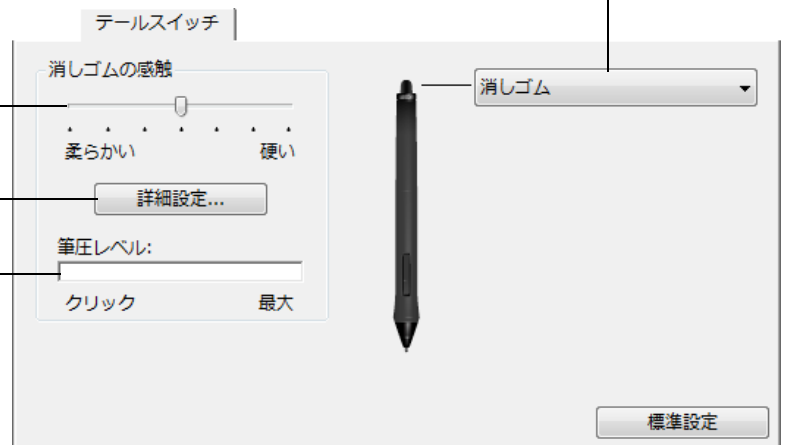 テールスイッチ
消しゴムの感触
消しゴム
柔らかい 硬い
詳細設定...
筆圧レベル:
クリック 最大
標準設定